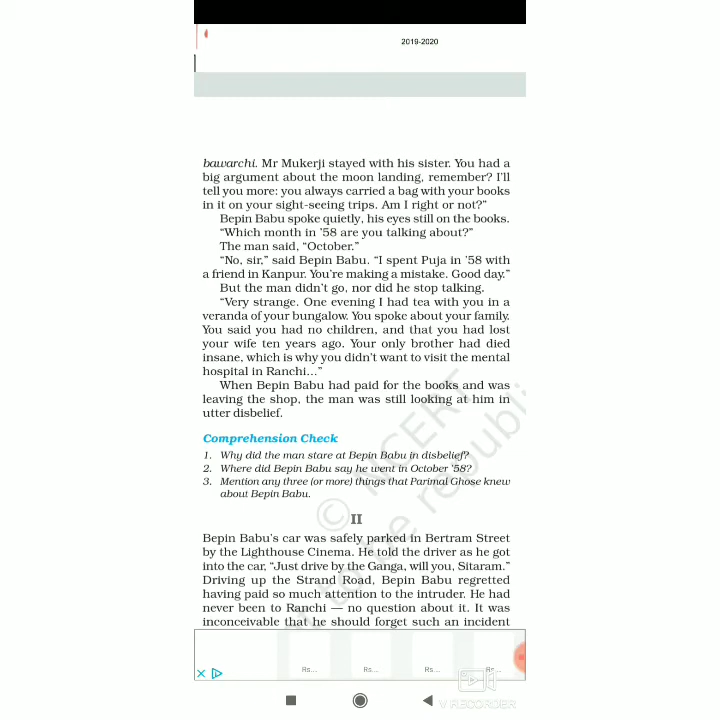 2019-2020
bawarchi. Mr Mukerji stayed with his sister. You had a
big argument about the moon landing, remember? I'll
tell you more: you always carried a bag with your books
in it on your sight-seeing trips. Am I right or not?"
Bepin Babu spoke quietly, his eyes still on the books.
"Which month in '58 are you talking about?"
The man said, "October."
"No, sir," said Bepin Babu. "I spent Puja in '58 with
a friend in Kanpur. You're making a mistake. Good day."
But the man didn't go, nor did he stop talking.
"Very strange. One evening I had tea with you in a
veranda of your bungalow. You spoke about your family.
You said you had no children, and that you had lost
your wife ten years ago. Your only brother had died
insane, which is why you didn't want to visit the mental
hospital in Ranchi..."
When Bepin Babu had paid for the books and was
leaving the shop, the man was still looking at him in
utter disbelief.
Comprehension Check
1. Why did the man stare at Bepin Babu in disbelief?
2. Where did Bepin Babu say he went in October '58?
3. Mention any three (or more) things that Parimal Ghose knew
about Bepin Babu.
II
Bepin Babu's car was safely parked in Bertram Street
by the Lighthouse Cinema. He told the driver as he got
into the car, "Just drive by the Ganga, will you, Sitaram."
Driving up the Strand Road, Bepin Babu regretted
having paid so much attention to the intruder. He had
never been to Ranchi — no question about it. It was
inconceivable that he should forget such an incident
© NCERT
republi
Rs... Rs... Rs... Rs...
V RECORDER